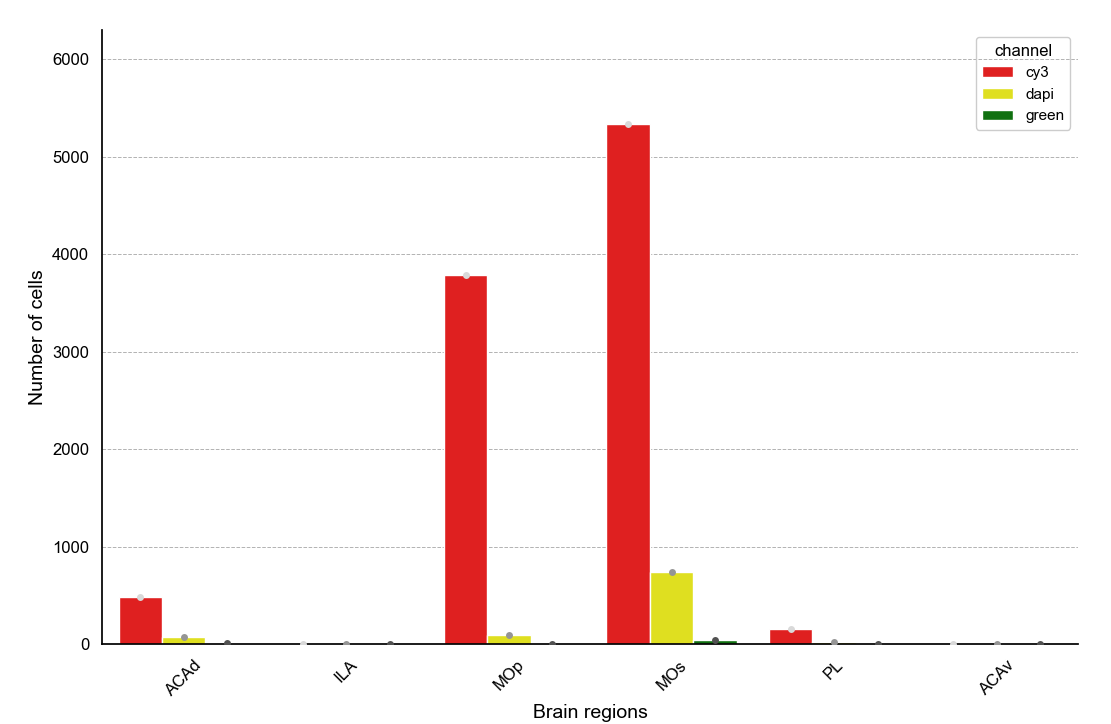 6000
5000
4000
3000
2000
1000
0
Number of cells
channel
cy3
dapi
green
ACAd
ILA
MOp
MOs
PL
ACAv
Brain regions